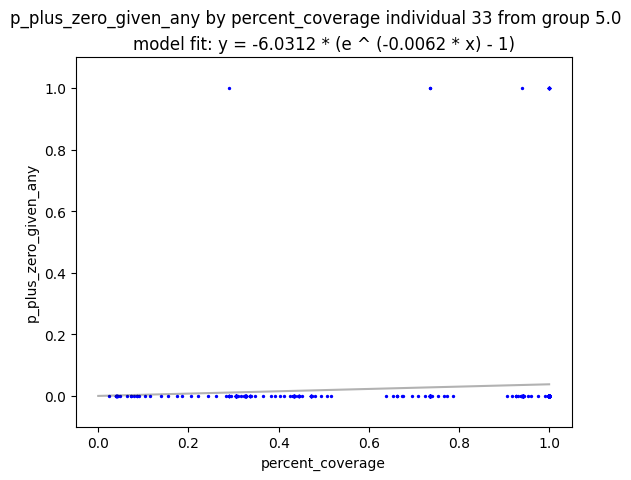 p_plus_zero_given_any by percent_coverage individual 33 from group 5.0
model fit: y = -6.0312 * (e ^ (-0.0062 * x) - 1)
p_plus_zero_given_any
1.0
0.8
0.6
0.4
0.2
0.0
0.0 0.2 0.4 0.6 0.8 1.0
percent_coverage